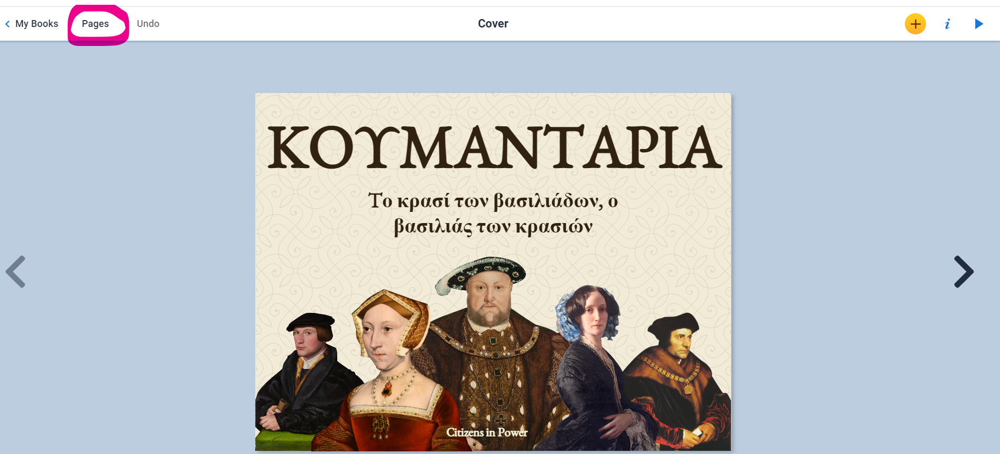 My Books
Pages
Undo
Cover
ΚΟΥΜΑΝΤΑΡΙΑ
Το κρασί των βασιλιάδων, ο
βασιλιάς των κρασιών
Citizens in Power